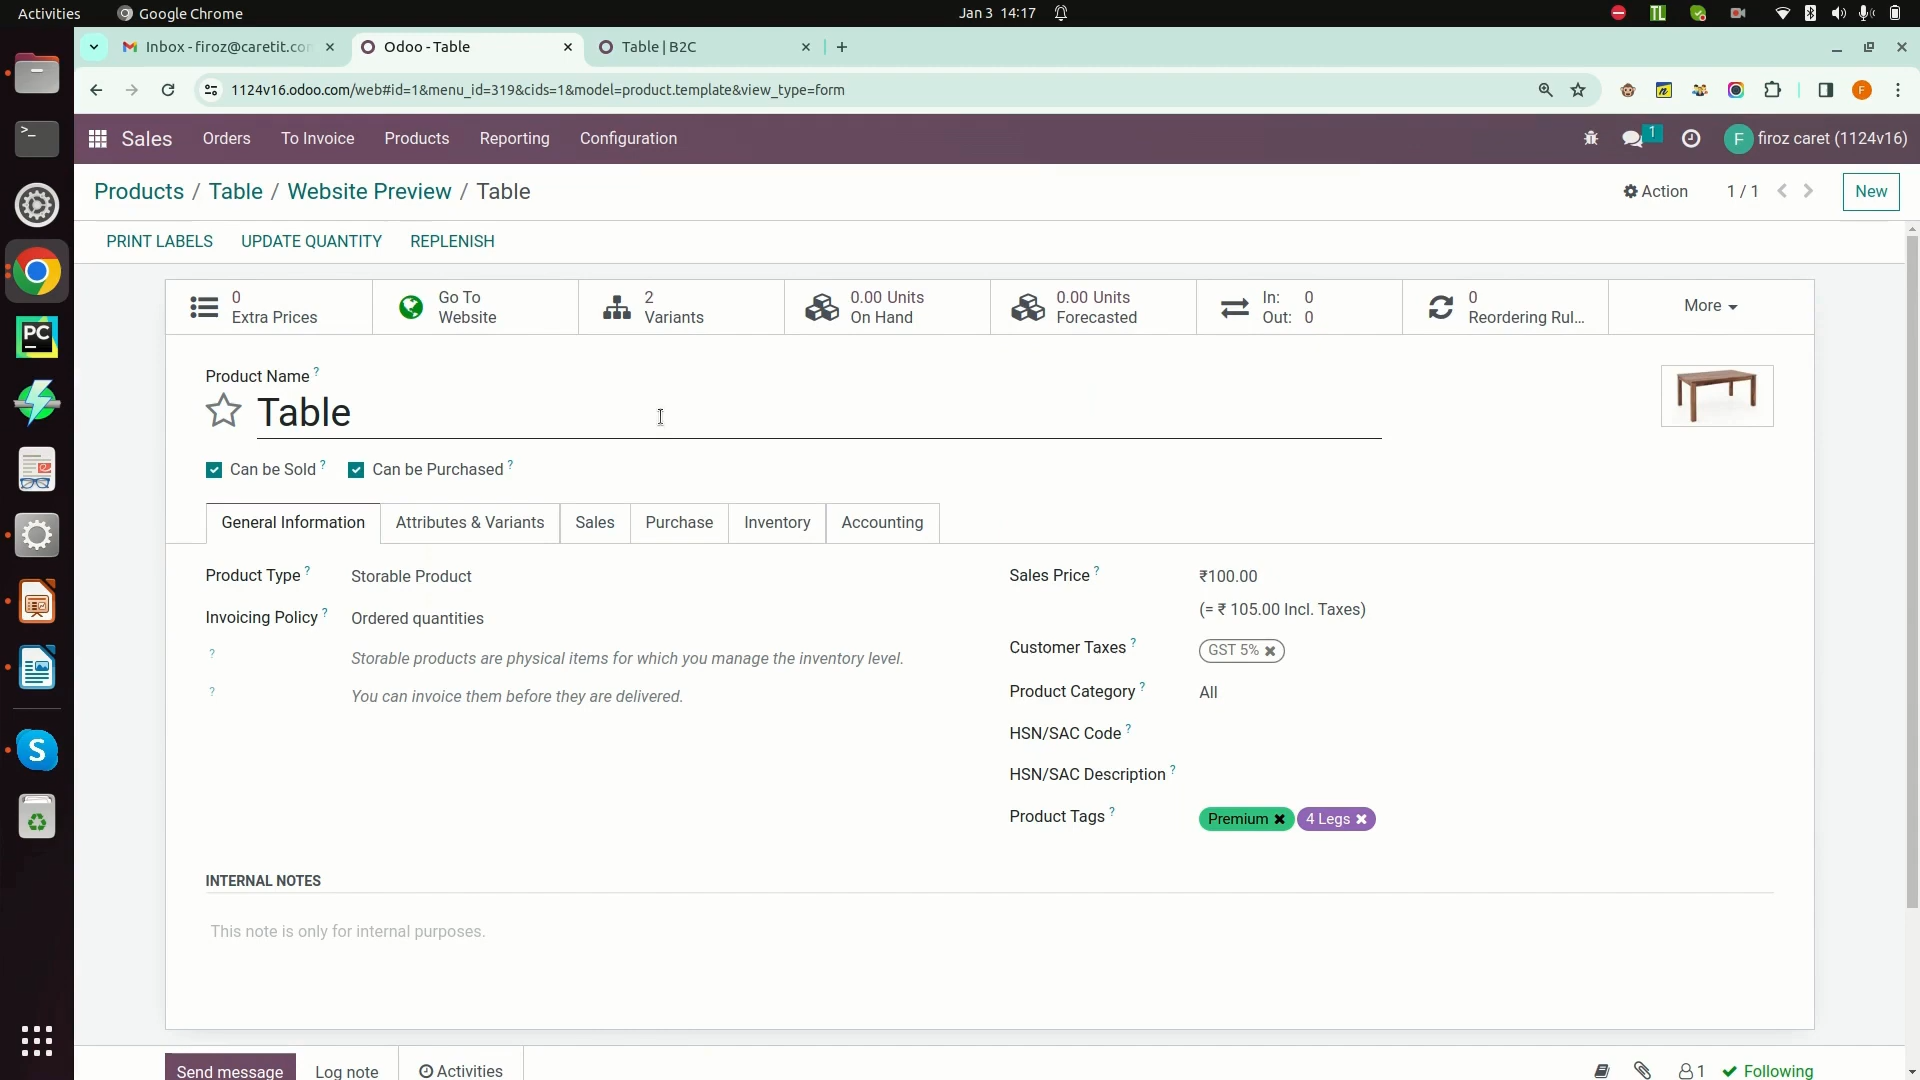 Activities
Google Chrome
Jan 3 14:17
TL
Inbox - firoz@caretit.com
Odoo - Table
Table | B2C
1124v16.odoo.com/web#id=1&menu_id=319&cids=1&model=product.template&view_type=form
F
Sales
Orders
To Invoice
Products
Reporting
Configuration
1
F
firoz caret (1124v16)
Products / Table / Website Preview / Table
Action
1 / 1
New
PRINT LABELS
UPDATE QUANTITY
REPLENISH
0
Extra Prices
Go To
Website
2
Variants
0.00 Units
On Hand
0.00 Units
Forecasted
In: 0
Out: 0
0
Reordering Rul...
More
Product Name ?
Table
Can be Sold ?
Can be Purchased ?
General Information
Attributes & Variants
Sales
Purchase
Inventory
Accounting
Product Type ?
Storable Product
Invoicing Policy ?
Ordered quantities
?
Storable products are physical items for which you manage the inventory level.
?
You can invoice them before they are delivered.
Sales Price ?
₹100.00
(= ₹ 105.00 Incl. Taxes)
Customer Taxes ?
GST 5%
Product Category ?
All
HSN/SAC Code ?
HSN/SAC Description ?
Product Tags ?
Premium
4 Legs
INTERNAL NOTES
This note is only for internal purposes.
Send message
Log note
Activities
1
Following
PC
S